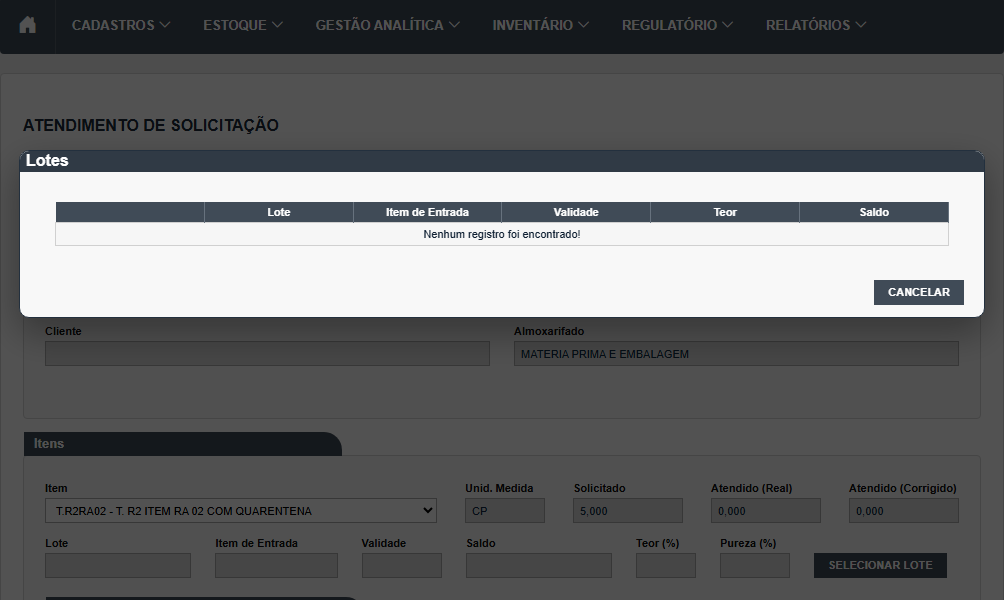 CADASTROS ESTOQUE GESTÃO ANALÍTICA INVENTÁRIO REGULATÓRIO RELATÓRIOS
ATENDIMENTO DE SOLICITAÇÃO
Lotes
Lote Item de Entrada Validade Teor Saldo
Nenhum registro foi encontrado!
CANCELAR
Cliente Almoxarifado
MATERIA PRIMA E EMBALAGEM
Itens
Item Unid. Medida Solicitado Atendido (Real) Atendido (Corrigido)
T.R2RA02 - T. R2 ITEM RA 02 COM QUARENTENA CP 5,000 0,000 0,000
Lote Item de Entrada Validade Saldo Teor (%) Pureza (%)
SELECIONAR LOTE